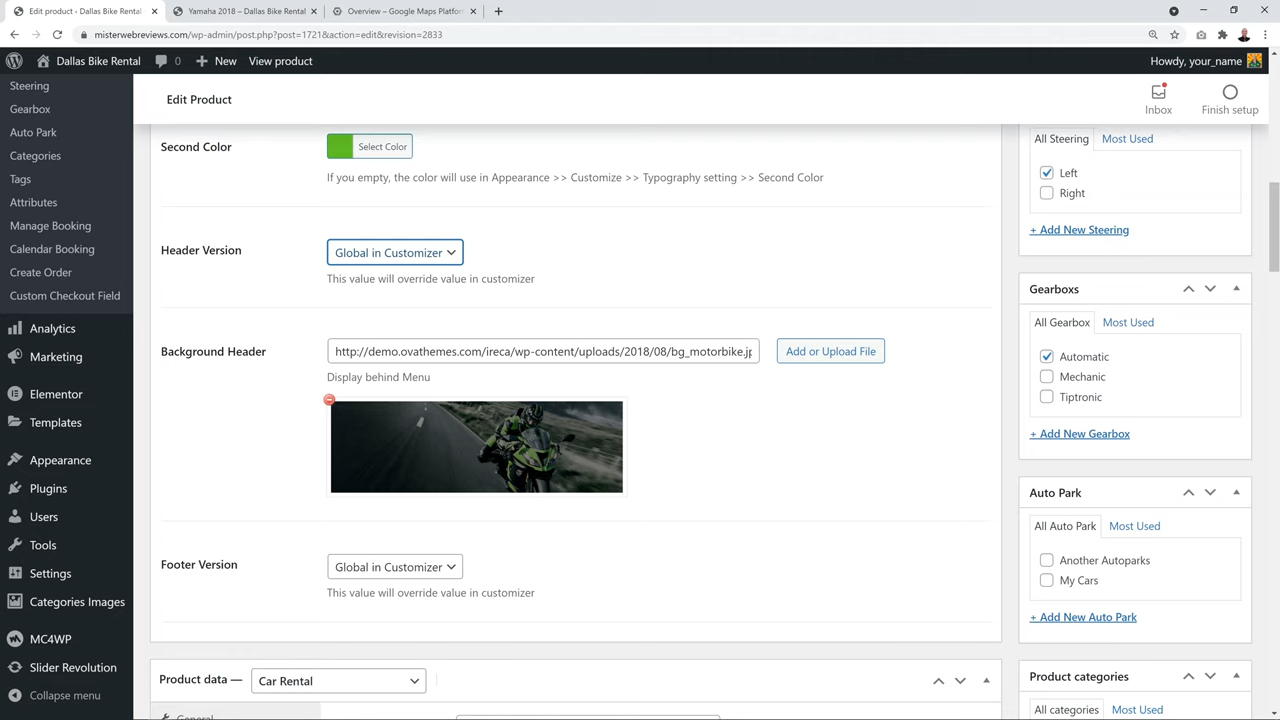 Edit product ‹ Dallas Bike Rental
Yamaha 2018 – Dallas Bike Rental
Overview – Google Maps Platform
misterwebreviews.com/wp-admin/post.php?post=1721&action=edit&revision=2833
Dallas Bike Rental
0
New
View product
Howdy, your_name
Steering
Gearbox
Auto Park
Categories
Tags
Attributes
Manage Booking
Calendar Booking
Create Order
Custom Checkout Field
Analytics
Marketing
Elementor
Templates
Appearance
Plugins
Users
Tools
Settings
Categories Images
MC4WP
Slider Revolution
Collapse menu
Edit Product
Inbox
Finish setup
Second Color
Select Color
If you empty, the color will use in Appearance >> Customize >> Typography setting >> Second Color
Header Version
Global in Customizer
This value will override value in customizer
Background Header
http://demo.ovathemes.com/ireca/wp-content/uploads/2018/08/bg_motorbike.jp
Add or Upload File
Display behind Menu
Footer Version
Global in Customizer
This value will override value in customizer
Product data —
Car Rental
General
All Steering
Most Used
Left
Right
+ Add New Steering
Gearboxs
All Gearbox
Most Used
Automatic
Mechanic
Tiptronic
+ Add New Gearbox
Auto Park
All Auto Park
Most Used
Another Autoparks
My Cars
+ Add New Auto Park
Product categories
All categories
Most Used